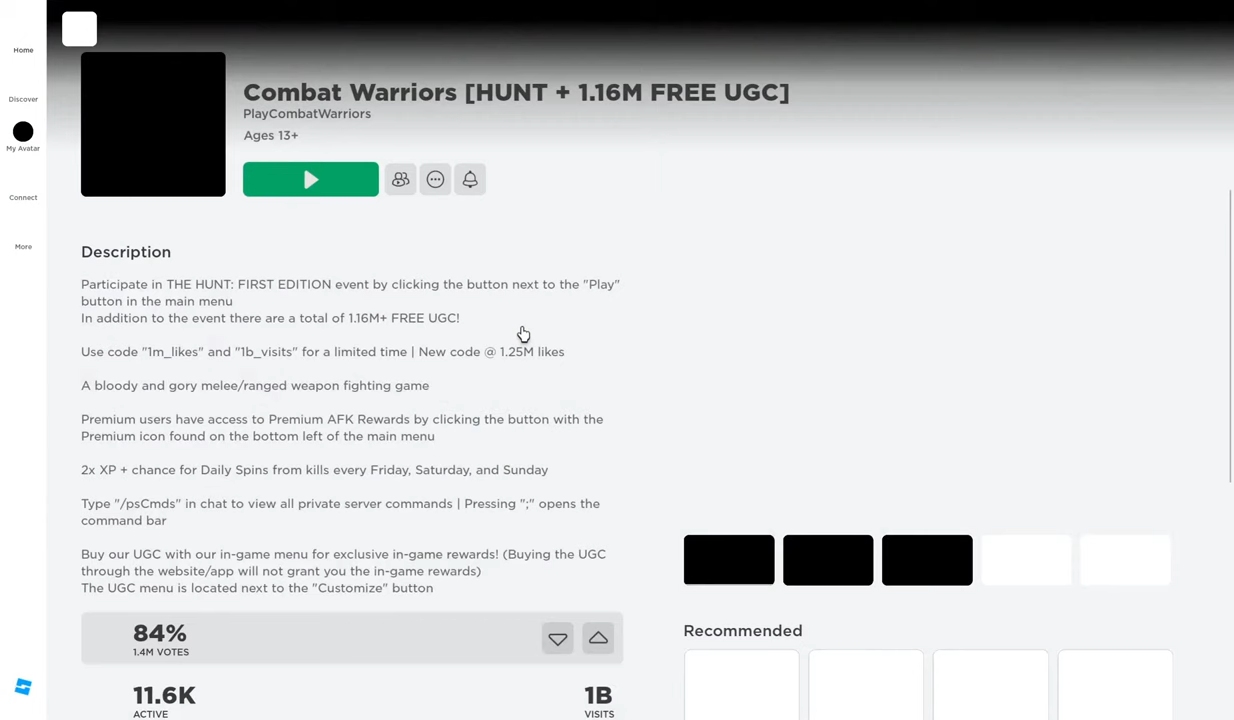 Home
Discover
My Avatar
Connect
More
Combat Warriors [HUNT + 1.16M FREE UGC]
PlayCombatWarriors
Ages 13+
Description
Participate in THE HUNT: FIRST EDITION event by clicking the button next to the "Play"
button in the main menu
In addition to the event there are a total of 1.16M+ FREE UGC!
Use code "1m_likes" and "1b_visits" for a limited time | New code @ 1.25M likes
A bloody and gory melee/ranged weapon fighting game
Premium users have access to Premium AFK Rewards by clicking the button with the
Premium icon found on the bottom left of the main menu
2x XP + chance for Daily Spins from kills every Friday, Saturday, and Sunday
Type "/psCmds" in chat to view all private server commands | Pressing ";" opens the
command bar
Buy our UGC with our in-game menu for exclusive in-game rewards! (Buying the UGC
through the website/app will not grant you the in-game rewards)
The UGC menu is located next to the "Customize" button
84%
1.4M VOTES
11.6K
ACTIVE
1B
VISITS
Recommended